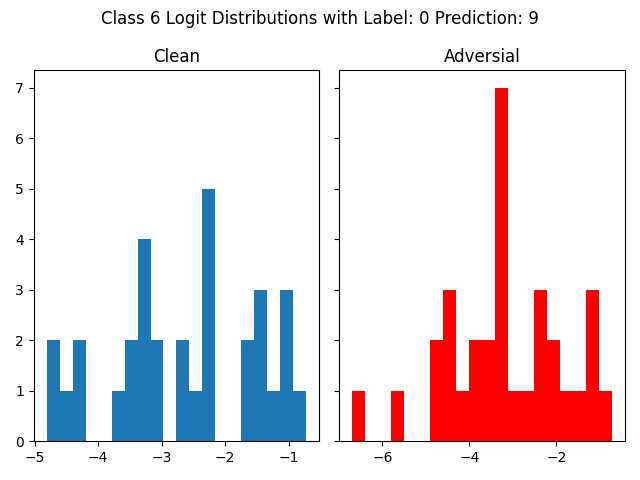 Class 6 Logit Distributions with Label: 0 Prediction: 9
Clean
Adversial
7
6
5
4
3
2
1
0
−5 −4 −3 −2 −1
−6 −4 −2